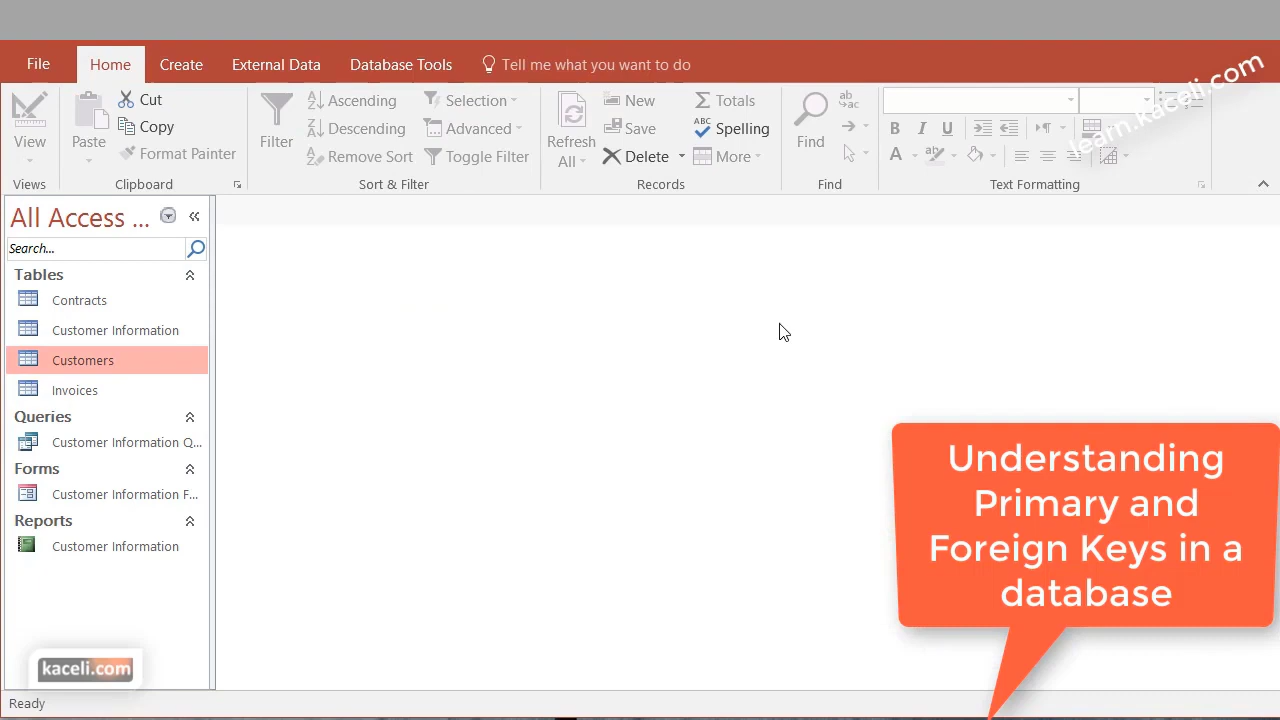 File Home Create External Data Database Tools Tell me what you want to do
View
Views
Paste
Cut
Copy
Format Painter
Clipboard
Filter
Ascending
Descending
Remove Sort
Selection
Advanced
Toggle Filter
Sort & Filter
Refresh
All
New
Save
Delete
Totals
Spelling
More
Records
Find
Find
ab
ac
B I U
A
Text Formatting
learn.kaceli.com
All Access ...
Search...
Tables
Contracts
Customer Information
Customers
Invoices
Queries
Customer Information Q...
Forms
Customer Information F...
Reports
Customer Information
Understanding
Primary and
Foreign Keys in a
database
kaceli.com
Ready